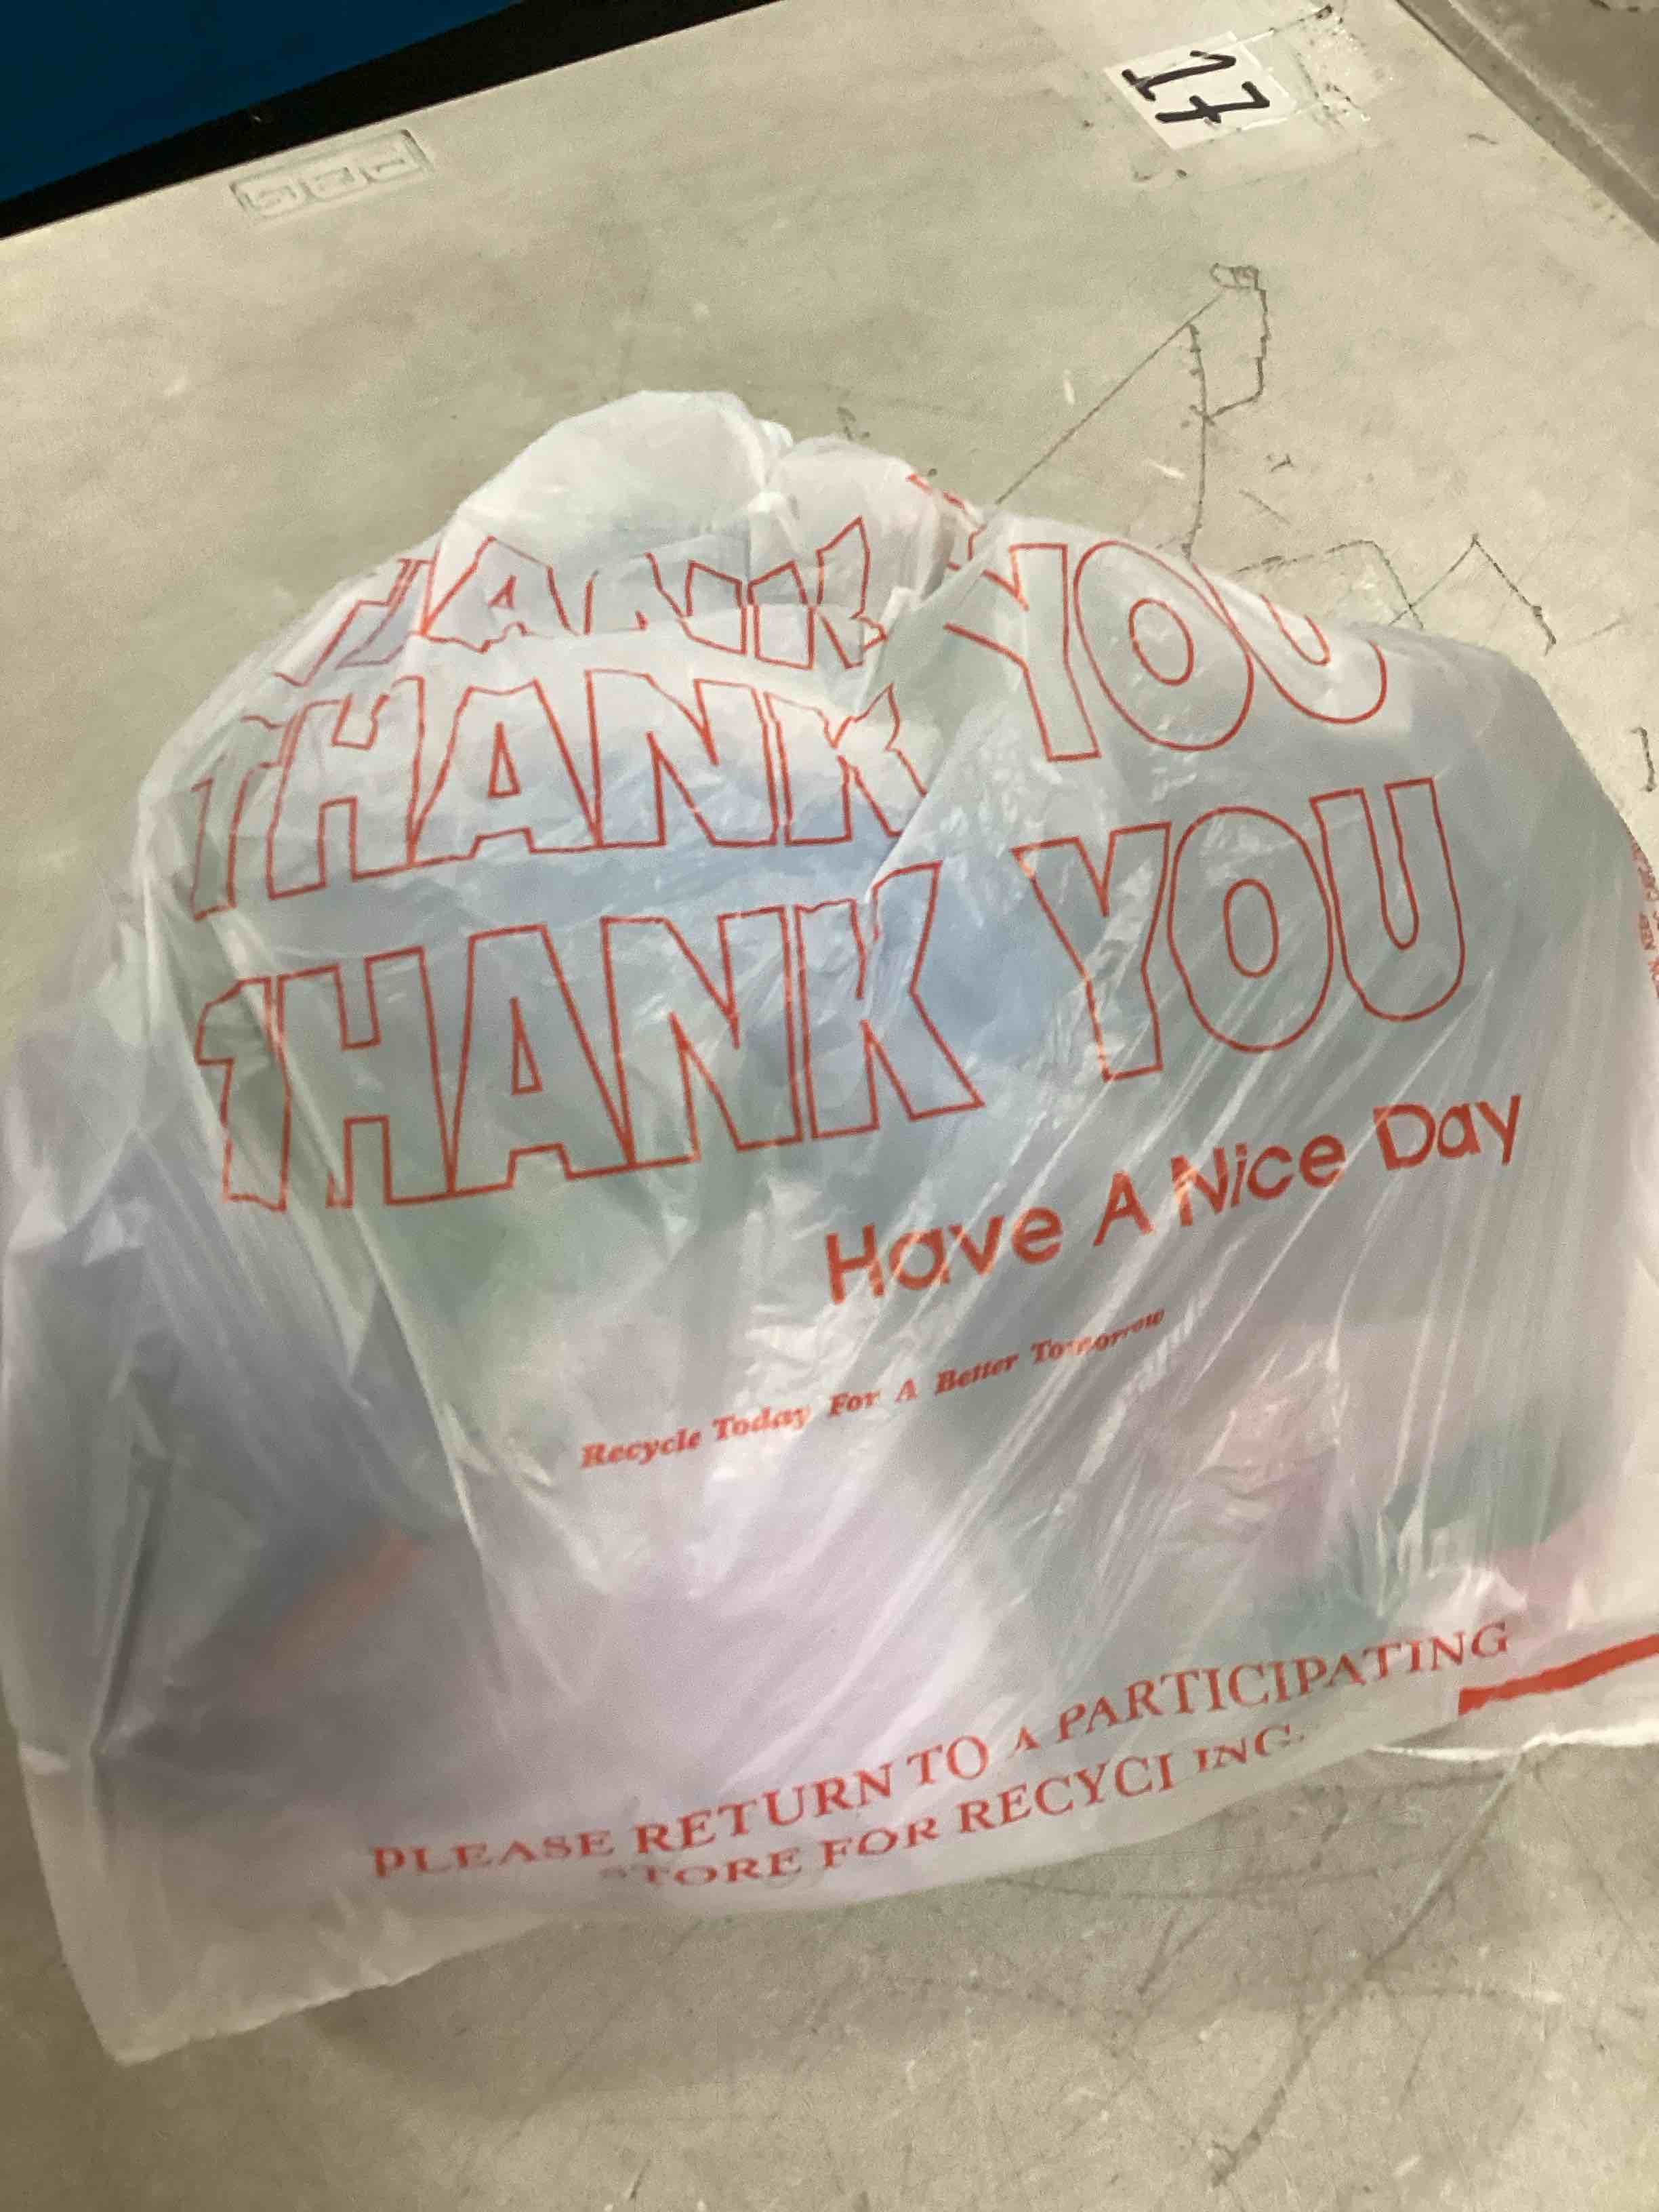 17
THANK YOU
THANK YOU
THANK
Have A Nice Day
Recycle Today For A Better Tomorrow
PLEASE RETURN TO A PARTICIPATING
STORE FOR RECYCLING.